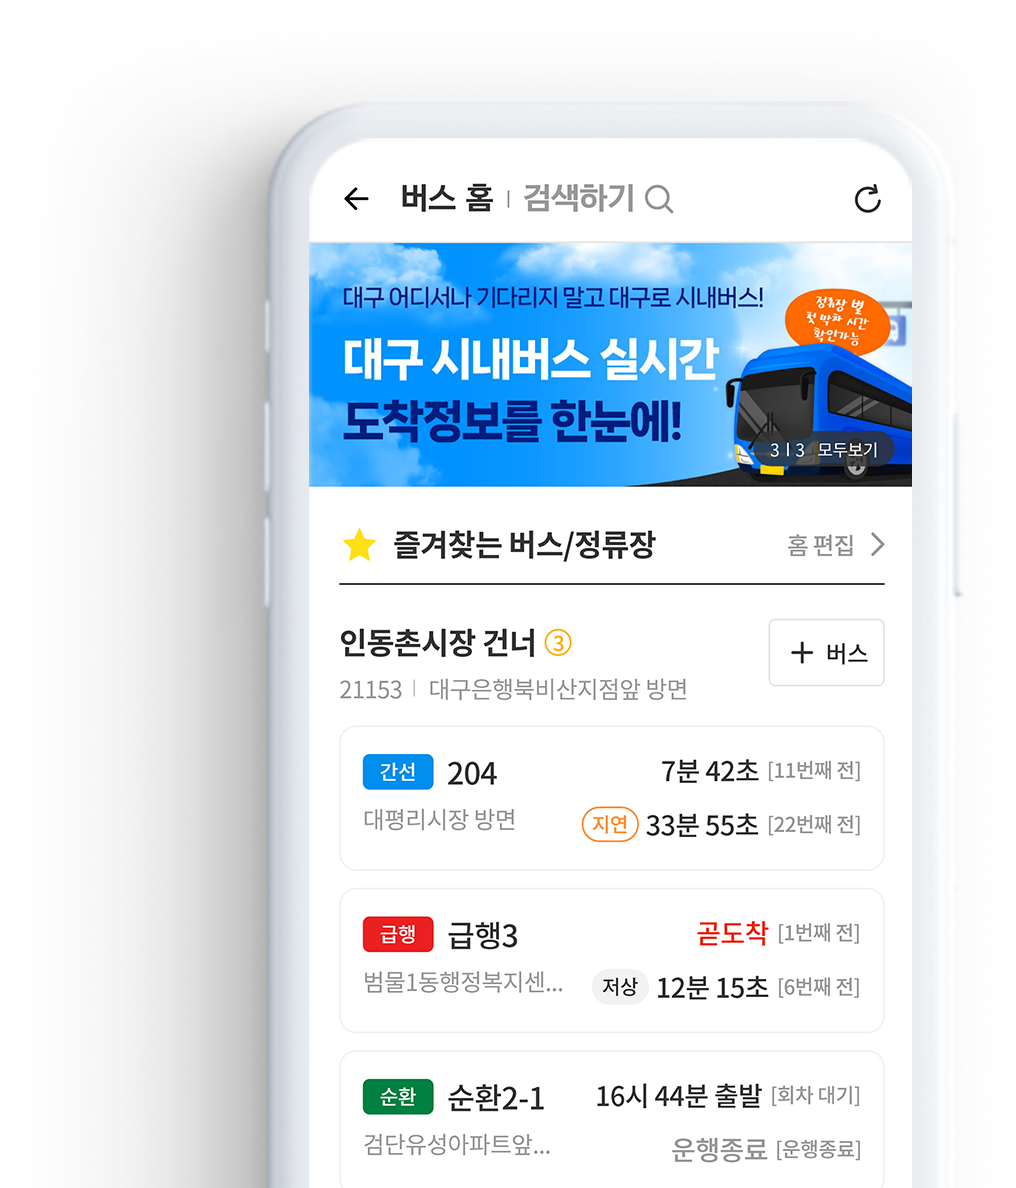 버스 홈 | 검색하기
대구 어디서나 기다리지 말고 대구로 시내버스!
정류장 별
첫 막차 시간
확인가능
대구 시내버스 실시간
도착정보를 한눈에!
3 | 3 모두보기
즐겨찾는 버스/정류장
홈 편집
인동촌시장 건너 3
+ 버스
21153 | 대구은행북비산지점앞 방면
간선 204 7분 42초 [11번째 전]
대평리시장 방면 지연 33분 55초 [22번째 전]
급행 급행3 곧도착 [1번째 전]
범물1동행정복지센... 저상 12분 15초 [6번째 전]
순환 순환2-1 16시 44분 출발 [회차 대기]
검단유성아파트앞... 운행종료 [운행종료]